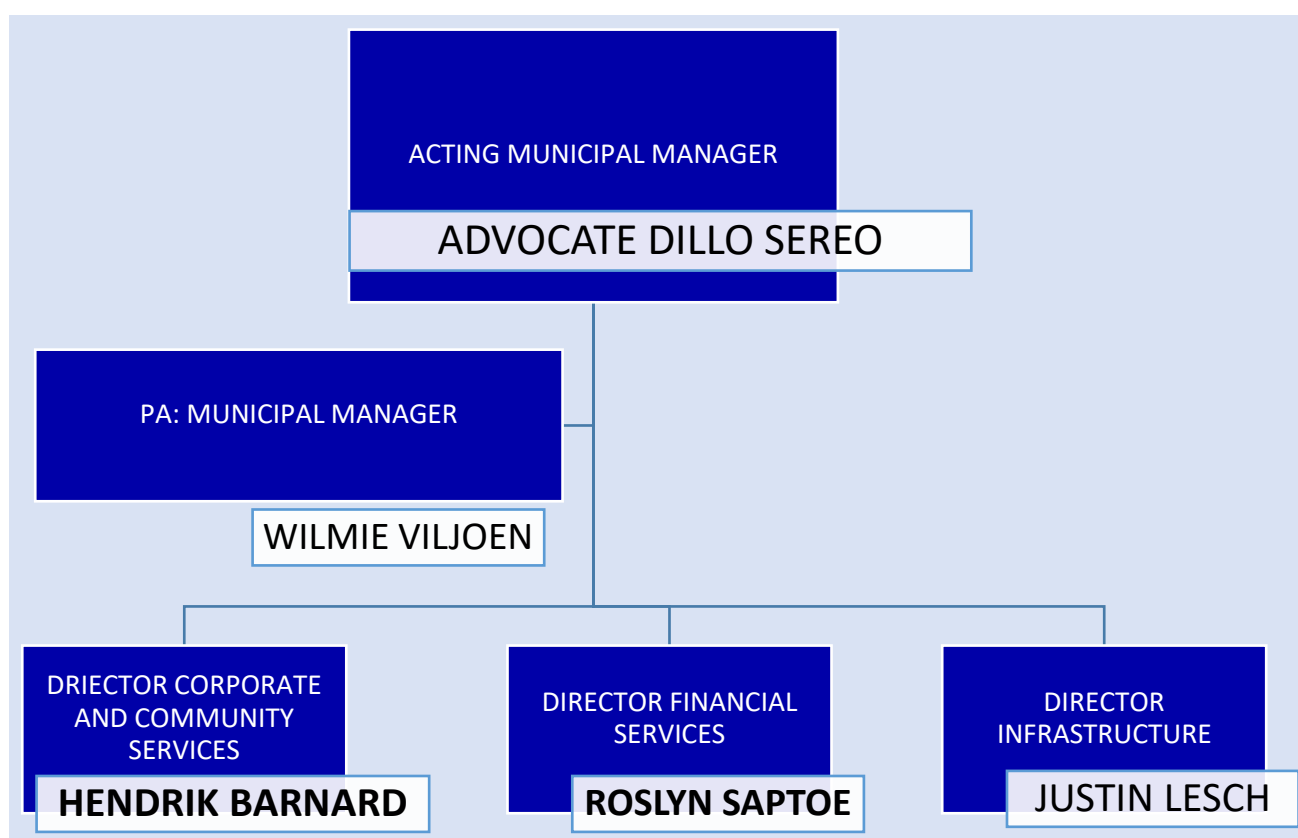 ACTING MUNICIPAL MANAGER
ADVOCATE DILLO SEREO
PA: MUNICIPAL MANAGER
WILMIE VILJOEN
DRIECTOR CORPORATE
AND COMMUNITY
SERVICES
HENDRIK BARNARD
DIRECTOR FINANCIAL
SERVICES
ROSLYN SAPTOE
DIRECTOR
INFRASTRUCTURE
JUSTIN LESCH